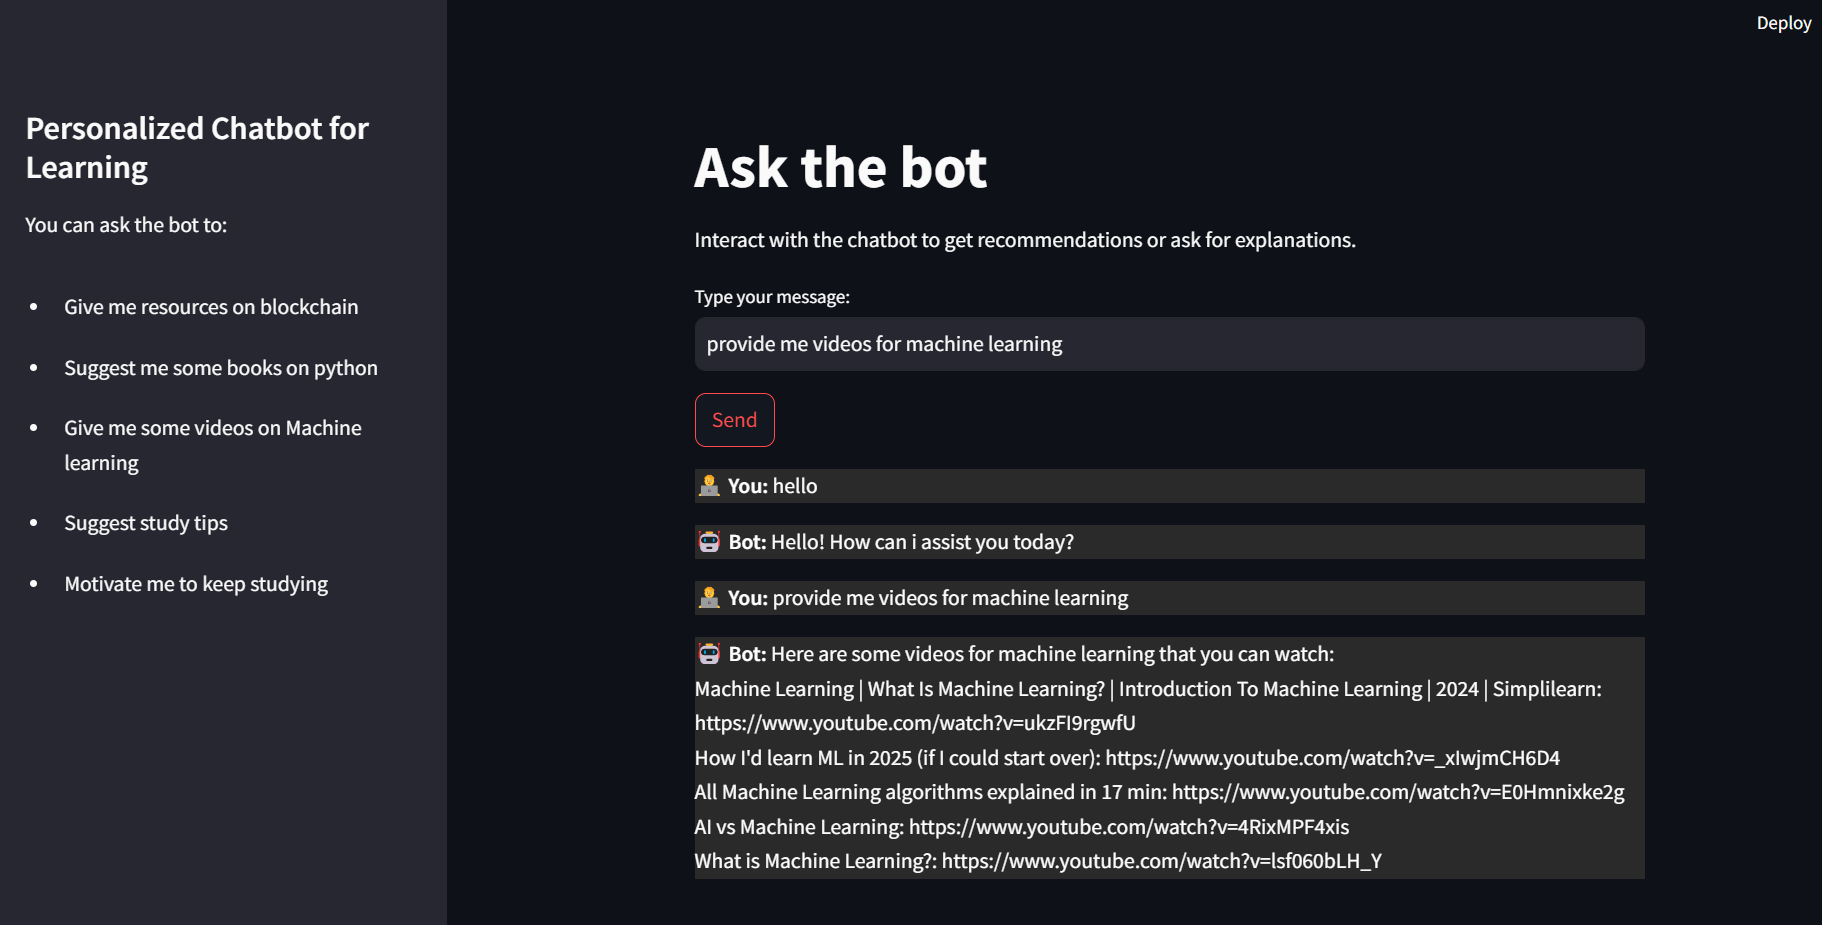 Deploy
Personalized Chatbot for
Learning
You can ask the bot to:
• Give me resources on blockchain
• Suggest me some books on python
• Give me some videos on Machine
learning
• Suggest study tips
• Motivate me to keep studying
Ask the bot
Interact with the chatbot to get recommendations or ask for explanations.
Type your message:
provide me videos for machine learning
Send
You: hello
Bot: Hello! How can i assist you today?
You: provide me videos for machine learning
Bot: Here are some videos for machine learning that you can watch:
Machine Learning | What Is Machine Learning? | Introduction To Machine Learning | 2024 | Simplilearn:
https://www.youtube.com/watch?v=ukzFI9rgwfU
How I'd learn ML in 2025 (if I could start over): https://www.youtube.com/watch?v=_xIwjmCH6D4
All Machine Learning algorithms explained in 17 min: https://www.youtube.com/watch?v=E0Hmnixke2g
AI vs Machine Learning: https://www.youtube.com/watch?v=4RixMPF4xis
What is Machine Learning?: https://www.youtube.com/watch?v=lsf060bLH_Y